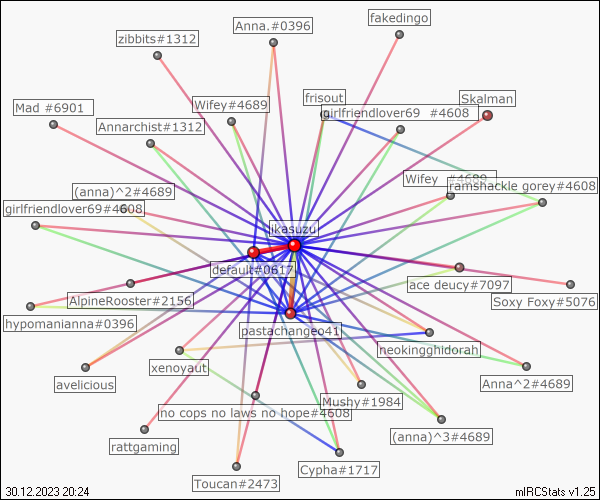 fakedingo
Anna.#0396
zibbits#1312
frisout
Skalman
Mad #6901
Wifey#4689
girlfriendlover69 #4608
Annarchist#1312
Wifey #4689
ramshackle gorey#4608
(anna)^2#4689
girlfriendlover69#4608
ikasuzu
default#0617
ace deucy#7097
Soxy Foxy#5076
AlpineRooster#2156
hypomanianna#0396
pastachangeo41
neokingghidorah
xenoyaut
avelicious
Anna^2#4689
Mushy#1984
no cops no laws no hope#4608
(anna)^3#4689
rattgaming
Cypha#1717
Toucan#2473
30.12.2023 20:24
mIRCStats v1.25